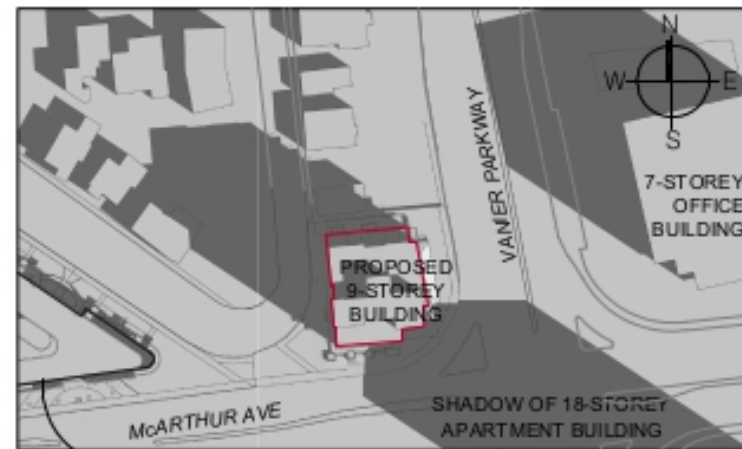 N
W E
S
VANIER PARKWAY
7-STOREY
OFFICE
BUILDING
PROPOSED
9-STOREY
BUILDING
McARTHUR AVE
SHADOW OF 18-STOREY
APARTMENT BUILDING